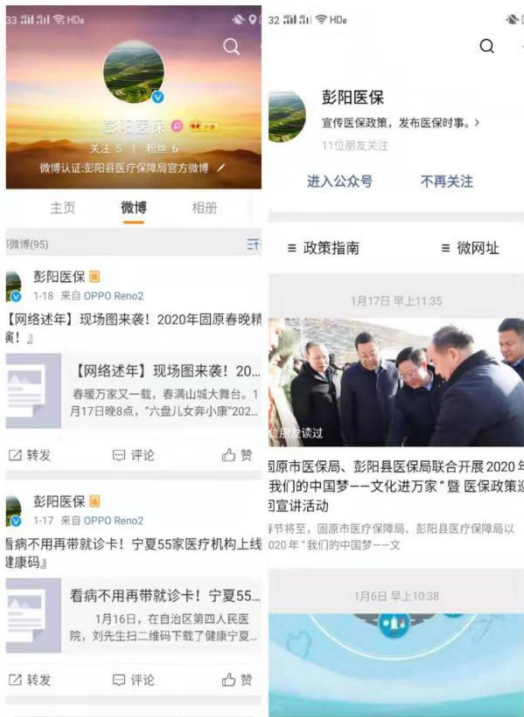 33
HD
彭阳医保
关注 5 | 粉丝 6
微博认证:彭阳县医疗保障局官方微博
主页 微博 相册
微博(95)
彭阳医保
1-18 来自 OPPO Reno2
【网络述年】现场图来袭！2020年固原春晚精
！』
【网络述年】现场图来袭！20...
春暖万家又一载，春满山城大舞台。1
月17日晚8点，“六盘儿女奔小康”202...
转发 评论 赞
彭阳医保
1-17 来自 OPPO Reno2
看病不用再带就诊卡！宁夏55家医疗机构上线
健康码』
看病不用再带就诊卡！宁夏55...
1月16日，在自治区第四人民医
院，刘先生扫二维码下载了健康宁夏...
转发 评论 赞
32
HD
彭阳医保
宣传医保政策，发布医保时事。
11位朋友关注
进入公众号 不再关注
政策指南 微网址
1月17日 早上11:35
位朋友读过
固原市医保局、彭阳县医保局联合开展2020年
“我们的中国梦——文化进万家”暨 医保政策巡
回宣讲活动
春节将至，固原市医疗保障局、彭阳县医疗保障局以
2020年“我们的中国梦——文
1月6日 早上10:38